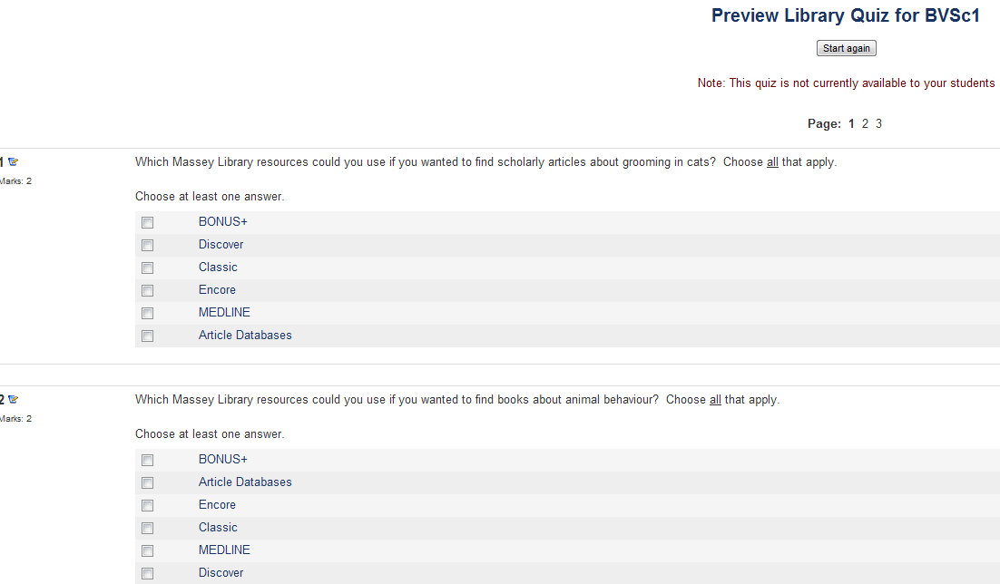 Preview Library Quiz for BVSc1
Start again
Note: This quiz is not currently available to your students
Page: 1 2 3
1
Marks: 2
Which Massey Library resources could you use if you wanted to find scholarly articles about grooming in cats? Choose all that apply.
Choose at least one answer.
BONUS+
Discover
Classic
Encore
MEDLINE
Article Databases
2
Marks: 2
Which Massey Library resources could you use if you wanted to find books about animal behaviour? Choose all that apply.
Choose at least one answer.
BONUS+
Article Databases
Encore
Classic
MEDLINE
Discover